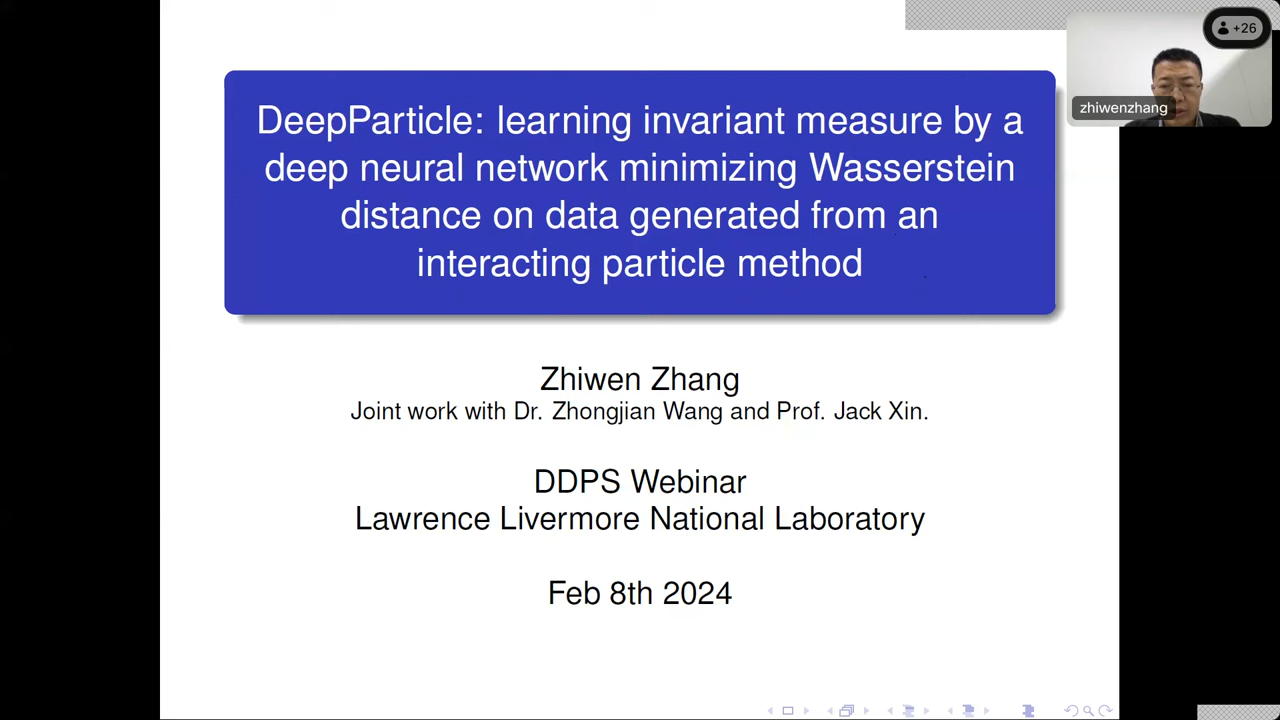 DeepParticle: learning invariant measure by a
deep neural network minimizing Wasserstein
distance on data generated from an
interacting particle method
+26
zhiwenzhang
Zhiwen Zhang
Joint work with Dr. Zhongjian Wang and Prof. Jack Xin.
DDPS Webinar
Lawrence Livermore National Laboratory
Feb 8th 2024